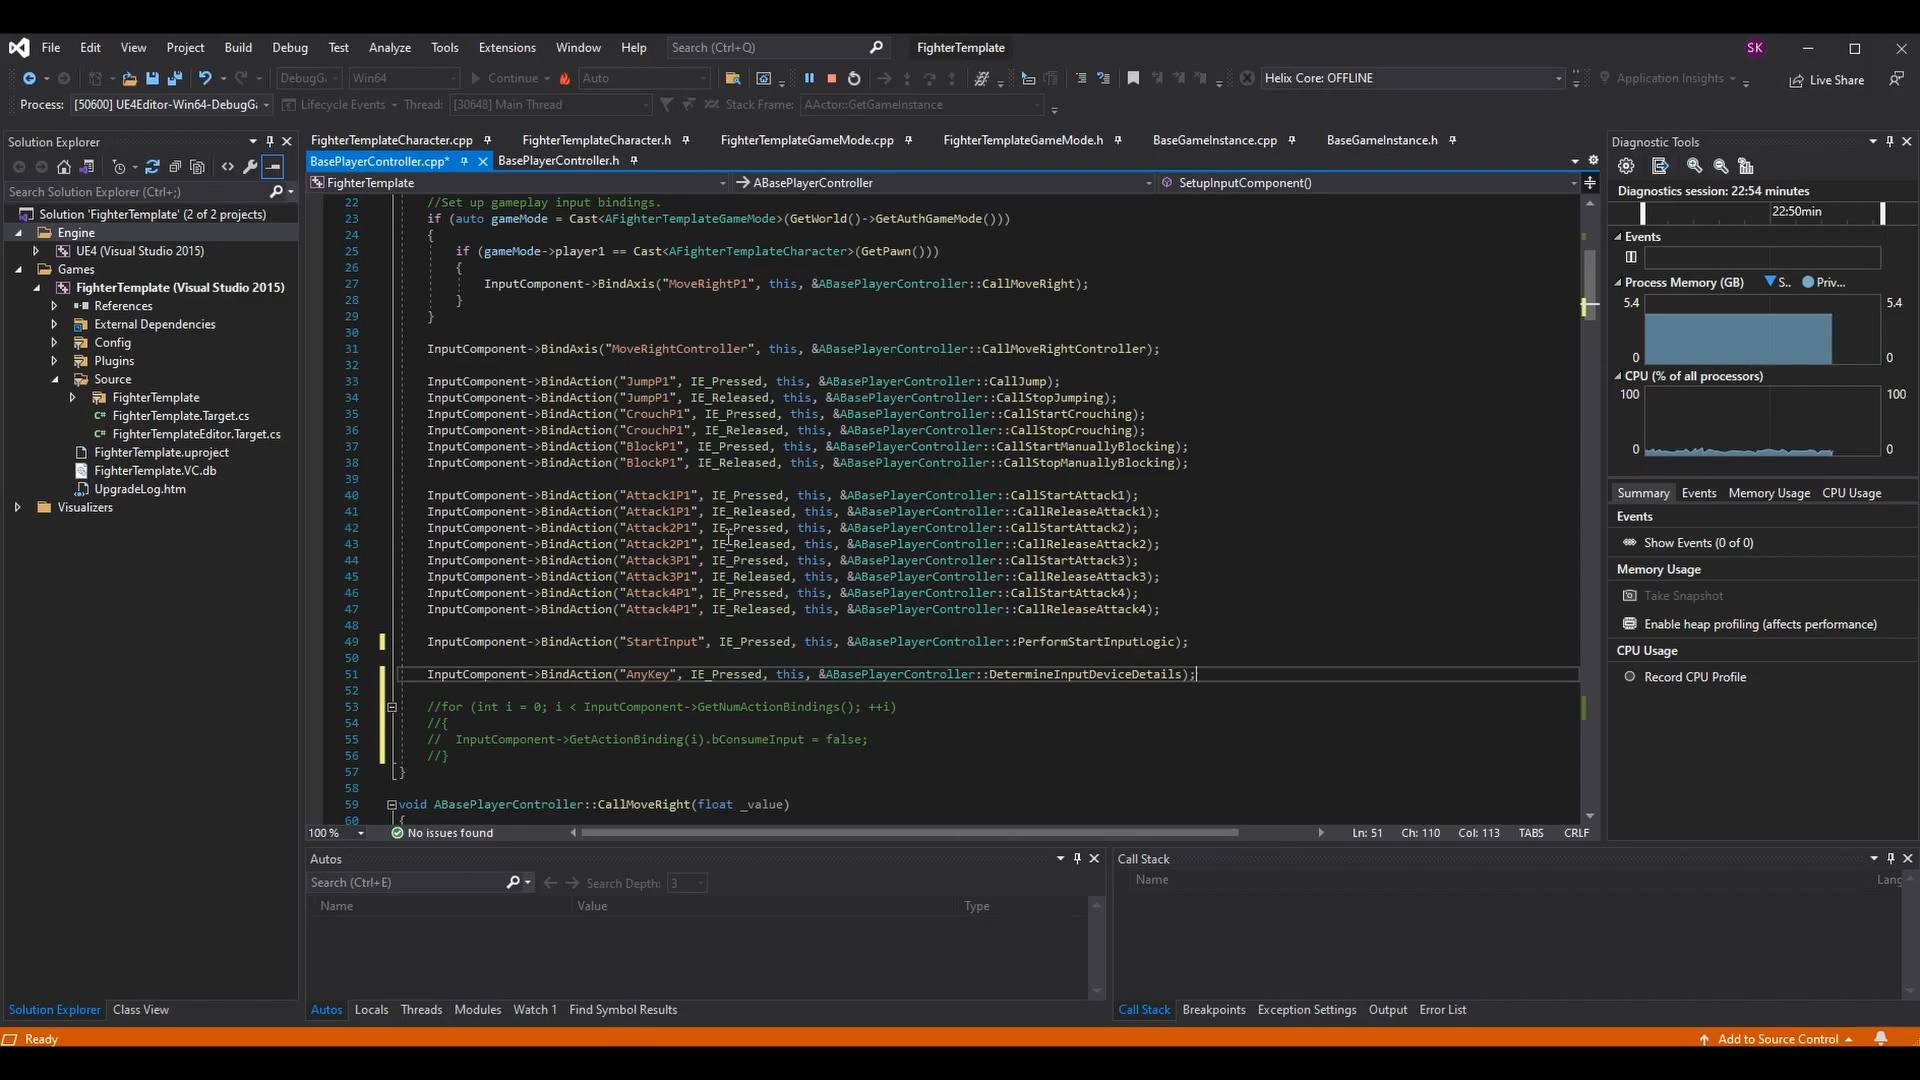 File Edit View Project Build Debug Test Analyze Tools Extensions Window Help Search (Ctrl+Q) FighterTemplate SK
DebugG Win64 Continue Auto Helix Core: OFFLINE Application Insights Live Share
Process: [50600] UE4Editor-Win64-DebugGa Lifecycle Events Thread: [30648] Main Thread Stack Frame: AActor::GetGameInstance
Solution Explorer
Search Solution Explorer (Ctrl+;)
Solution 'FighterTemplate' (2 of 2 projects)
Engine
UE4 (Visual Studio 2015)
Games
FighterTemplate (Visual Studio 2015)
References
External Dependencies
Config
Plugins
Source
FighterTemplate
FighterTemplate.Target.cs
FighterTemplateEditor.Target.cs
FighterTemplate.uproject
FighterTemplate.VC.db
UpgradeLog.htm
Visualizers
Solution Explorer Class View
FighterTemplateCharacter.cpp FighterTemplateCharacter.h FighterTemplateGameMode.cpp FighterTemplateGameMode.h BaseGameInstance.cpp BaseGameInstance.h
BasePlayerController.cpp* BasePlayerController.h
FighterTemplate ABasePlayerController SetupInputComponent()
22 //Set up gameplay input bindings.
23 if (auto gameMode = Cast<AFighterTemplateGameMode>(GetWorld()->GetAuthGameMode()))
24 {
25 if (gameMode->player1 == Cast<AFighterTemplateCharacter>(GetPawn()))
26 {
27 InputComponent->BindAxis("MoveRightP1", this, &ABasePlayerController::CallMoveRight);
28 }
29 }
30
31 InputComponent->BindAxis("MoveRightController", this, &ABasePlayerController::CallMoveRightController);
32
33 InputComponent->BindAction("JumpP1", IE_Pressed, this, &ABasePlayerController::CallJump);
34 InputComponent->BindAction("JumpP1", IE_Released, this, &ABasePlayerController::CallStopJumping);
35 InputComponent->BindAction("CrouchP1", IE_Pressed, this, &ABasePlayerController::CallStartCrouching);
36 InputComponent->BindAction("CrouchP1", IE_Released, this, &ABasePlayerController::CallStopCrouching);
37 InputComponent->BindAction("BlockP1", IE_Pressed, this, &ABasePlayerController::CallStartManuallyBlocking);
38 InputComponent->BindAction("BlockP1", IE_Released, this, &ABasePlayerController::CallStopManuallyBlocking);
39
40 InputComponent->BindAction("Attack1P1", IE_Pressed, this, &ABasePlayerController::CallStartAttack1);
41 InputComponent->BindAction("Attack1P1", IE_Released, this, &ABasePlayerController::CallReleaseAttack1);
42 InputComponent->BindAction("Attack2P1", IE_Pressed, this, &ABasePlayerController::CallStartAttack2);
43 InputComponent->BindAction("Attack2P1", IE_Released, this, &ABasePlayerController::CallReleaseAttack2);
44 InputComponent->BindAction("Attack3P1", IE_Pressed, this, &ABasePlayerController::CallStartAttack3);
45 InputComponent->BindAction("Attack3P1", IE_Released, this, &ABasePlayerController::CallReleaseAttack3);
46 InputComponent->BindAction("Attack4P1", IE_Pressed, this, &ABasePlayerController::CallStartAttack4);
47 InputComponent->BindAction("Attack4P1", IE_Released, this, &ABasePlayerController::CallReleaseAttack4);
48
49 InputComponent->BindAction("StartInput", IE_Pressed, this, &ABasePlayerController::PerformStartInputLogic);
50
51 InputComponent->BindAction("AnyKey", IE_Pressed, this, &ABasePlayerController::DetermineInputDeviceDetails);
52
53 //for (int i = 0; i < InputComponent->GetNumActionBindings(); ++i)
54 //{
55 // InputComponent->GetActionBinding(i).bConsumeInput = false;
56 //}
57 }
58
59 void ABasePlayerController::CallMoveRight(float _value)
60 {
100 % No issues found Ln: 51 Ch: 110 Col: 113 TABS CRLF
Autos
Search (Ctrl+E) Search Depth: 3
Name Value Type
Autos Locals Threads Modules Watch 1 Find Symbol Results
Call Stack
Name Lang
Call Stack Breakpoints Exception Settings Output Error List
Diagnostic Tools
Diagnostics session: 22:54 minutes
22:50min
Events
Process Memory (GB) S.. Priv...
5.4 5.4
0 0
CPU (% of all processors)
100 100
0 0
Summary Events Memory Usage CPU Usage
Events
Show Events (0 of 0)
Memory Usage
Take Snapshot
Enable heap profiling (affects performance)
CPU Usage
Record CPU Profile
Ready Add to Source Control